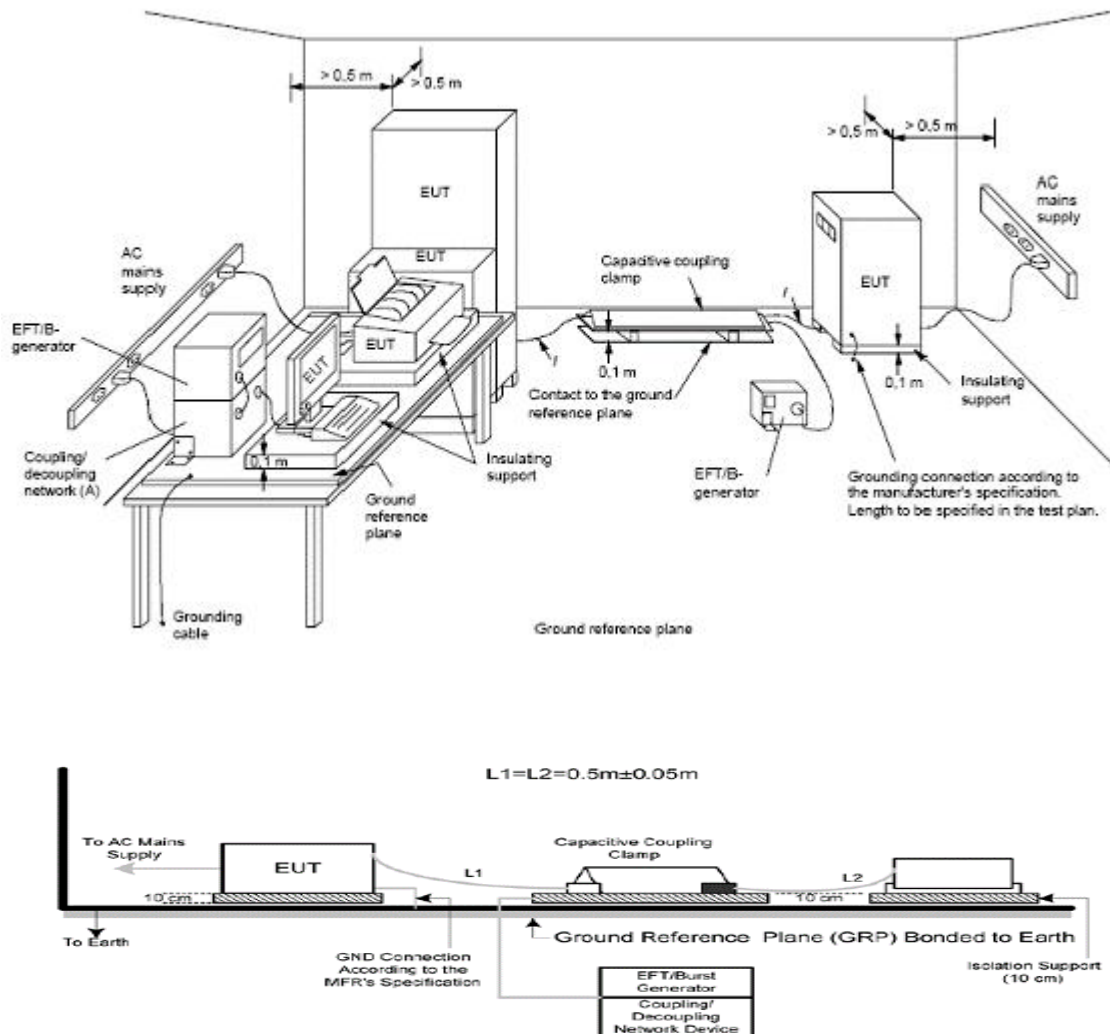 > 0.5 m
> 0.5 m
> 0,5 m
> 0.5 m
EUT
AC
mains
supply
AC
mains
supply
EUT
Capacitive coupling
clamp
EUT
EFT/B-
generator
EUT
EUT
l
l
0,1 m
0,1 m
Contact to the ground
reference plane
Insulating
support
Coupling/
decoupling
network (A)
0,1 m
Insulating
support
Ground
reference
plane
EFT/B-
generator
Grounding connection according to
the manufacturer's specification.
Length to be specified in the test plan.
Grounding
cable
Ground reference plane
L1=L2=0.5m±0.05m
To AC Mains
Supply
EUT
Capacitive Coupling
Clamp
L1
L2
10 cm
10 cm
To Earth
Ground Reference Plane (GRP) Bonded to Earth
GND Connection
According to the
MFR's Specification
Isolation Support
(10 cm)
EFT/Burst
Generator
Coupling/
Decoupling
Network Device